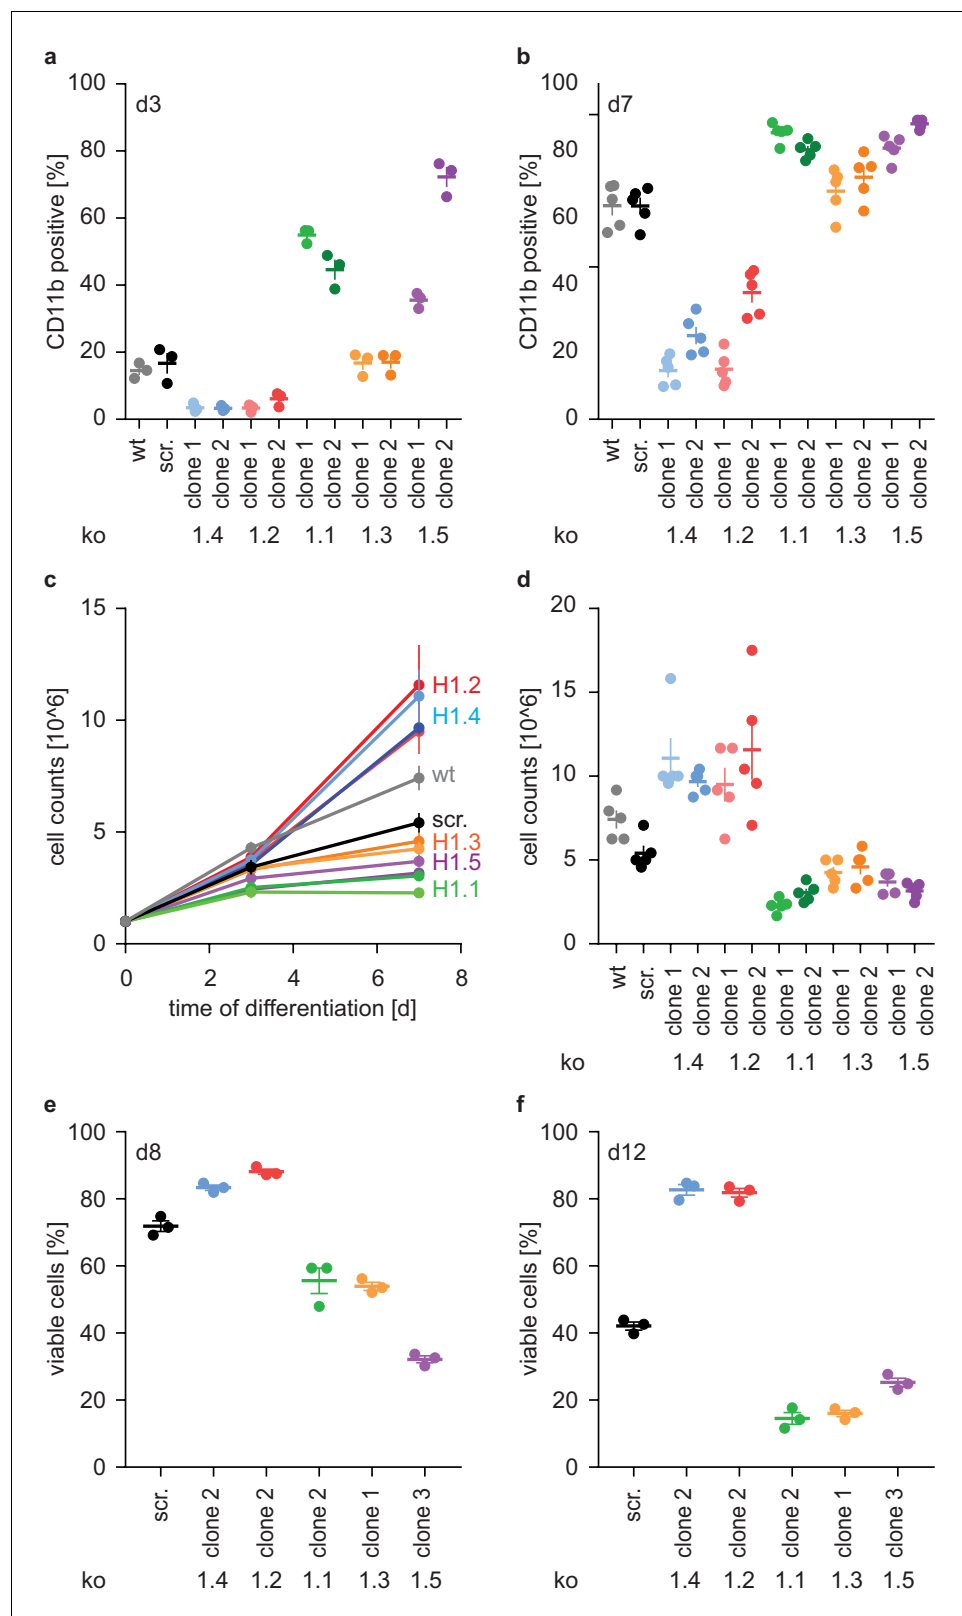 a
CD11b positive [%]
100
80
60
40
20
0
d3
wt
scr.
clone 1
clone 2
clone 1
clone 2
clone 1
clone 2
clone 1
clone 2
clone 1
clone 2
ko 1.4 1.2 1.1 1.3 1.5
b
CD11b positive [%]
100
80
60
40
20
0
d7
wt
scr.
clone 1
clone 2
clone 1
clone 2
clone 1
clone 2
clone 1
clone 2
clone 1
clone 2
ko 1.4 1.2 1.1 1.3 1.5
c
cell counts [10^6]
15
10
5
0
H1.2
H1.4
wt
scr.
H1.3
H1.5
H1.1
0 2 4 6 8
time of differentiation [d]
d
cell counts [10^6]
20
15
10
5
0
wt
scr.
clone 1
clone 2
clone 1
clone 2
clone 1
clone 2
clone 1
clone 2
clone 1
clone 2
ko 1.4 1.2 1.1 1.3 1.5
e
viable cells [%]
100
80
60
40
20
0
d8
scr.
clone 2
clone 2
clone 2
clone 1
clone 3
ko 1.4 1.2 1.1 1.3 1.5
f
viable cells [%]
100
80
60
40
20
0
d12
scr.
clone 2
clone 2
clone 2
clone 1
clone 3
ko 1.4 1.2 1.1 1.3 1.5